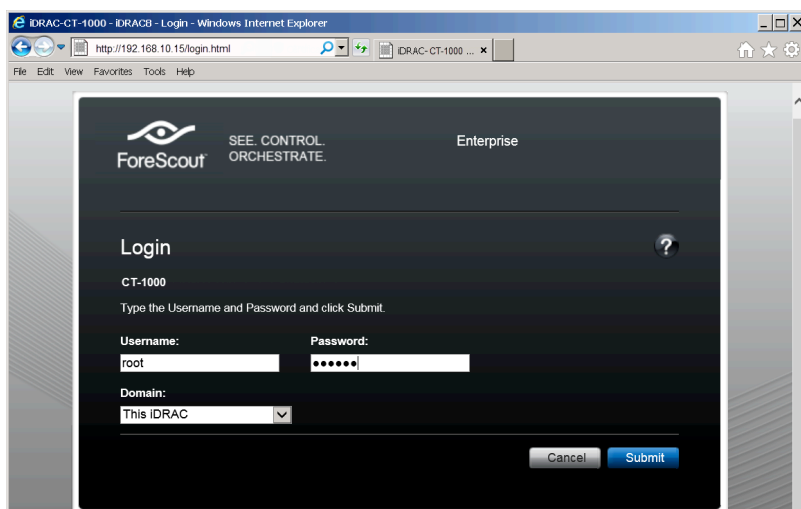 iDRAC-CT-1000 - iDRAC8 - Login - Windows Internet Explorer
http://192.168.10.15/login.html
iDRAC-CT-1000 ...
File Edit View Favorites Tools Help
ForeScout
SEE. CONTROL.
ORCHESTRATE.
Enterprise
Login
?
CT-1000
Type the Username and Password and click Submit.
Username: Password:
root ••••••
Domain:
This iDRAC
Cancel Submit